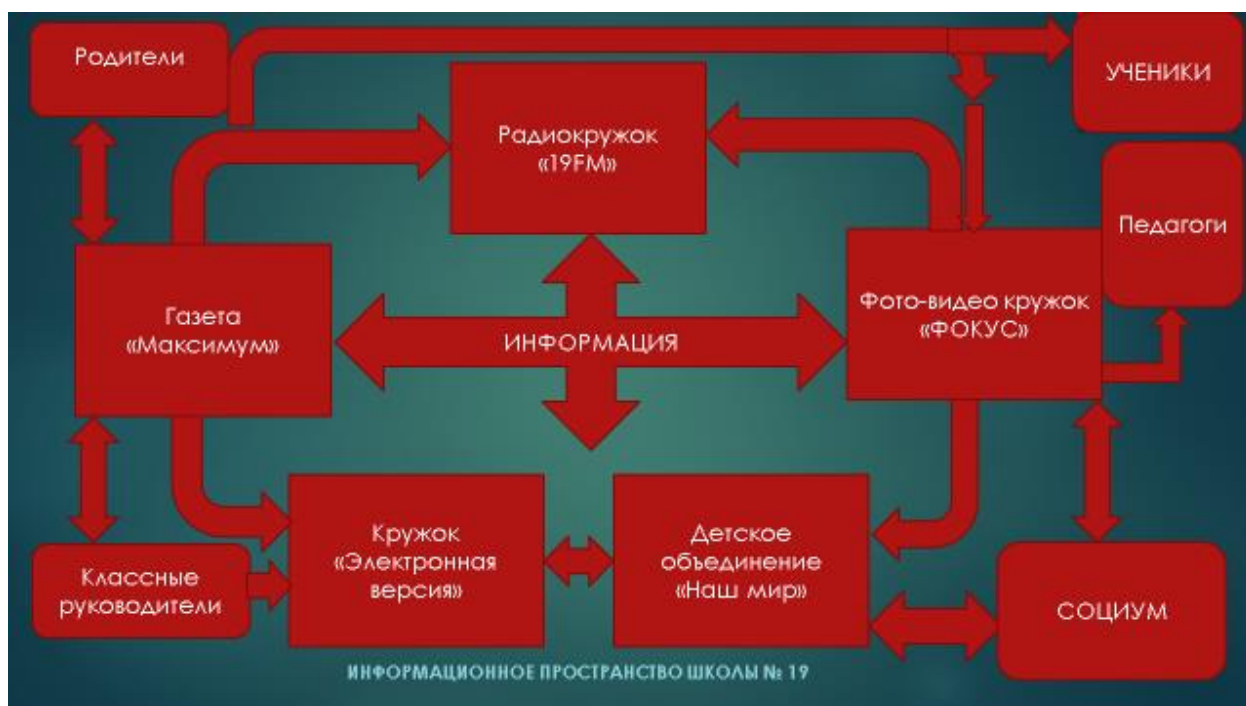 Родители
УЧЕНИКИ
Радиокружок
«19FM»
Педагоги
Газета
«Максимум»
ИНФОРМАЦИЯ
Фото-видео кружок
«ФОКУС»
Классные
руководители
Кружок
«Электронная
версия»
Детское
объединение
«Наш мир»
СОЦИУМ
ИНФОРМАЦИОННОЕ ПРОСТРАНСТВО ШКОЛЫ № 19